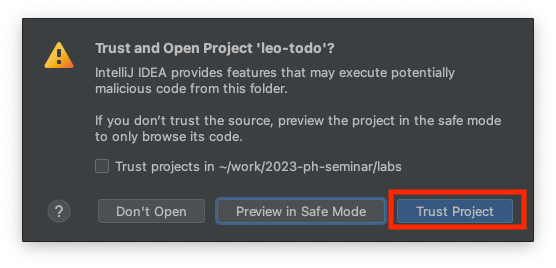 Trust and Open Project 'leo-todo'?
IntelliJ IDEA provides features that may execute potentially
malicious code from this folder.
If you don't trust the source, preview the project in the safe mode
to only browse its code.
Trust projects in ~/work/2023-ph-seminar/labs
? Don't Open Preview in Safe Mode Trust Project